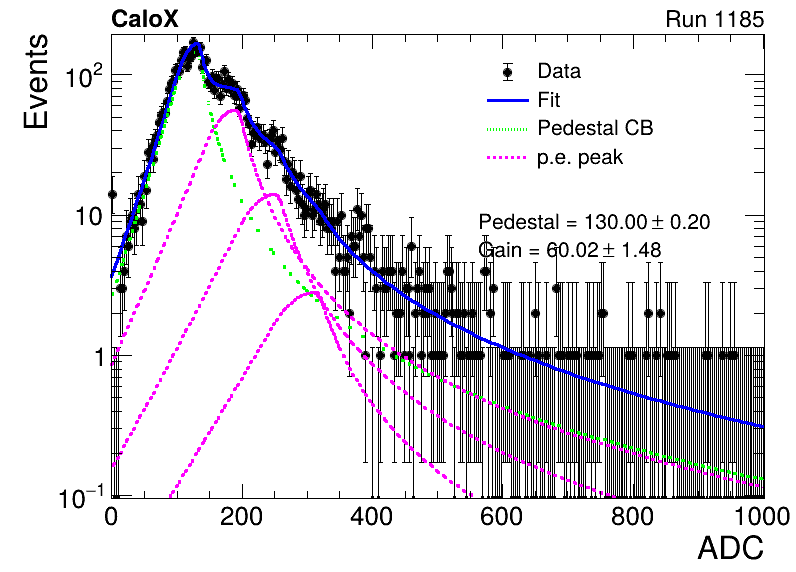 CaloX Run 1185
Events
Data
Fit
Pedestal CB
p.e. peak
Pedestal = 130.00 ± 0.20
Gain = 60.02 ± 1.48
10²
10
1
10⁻¹
0 200 400 600 800 1000
ADC